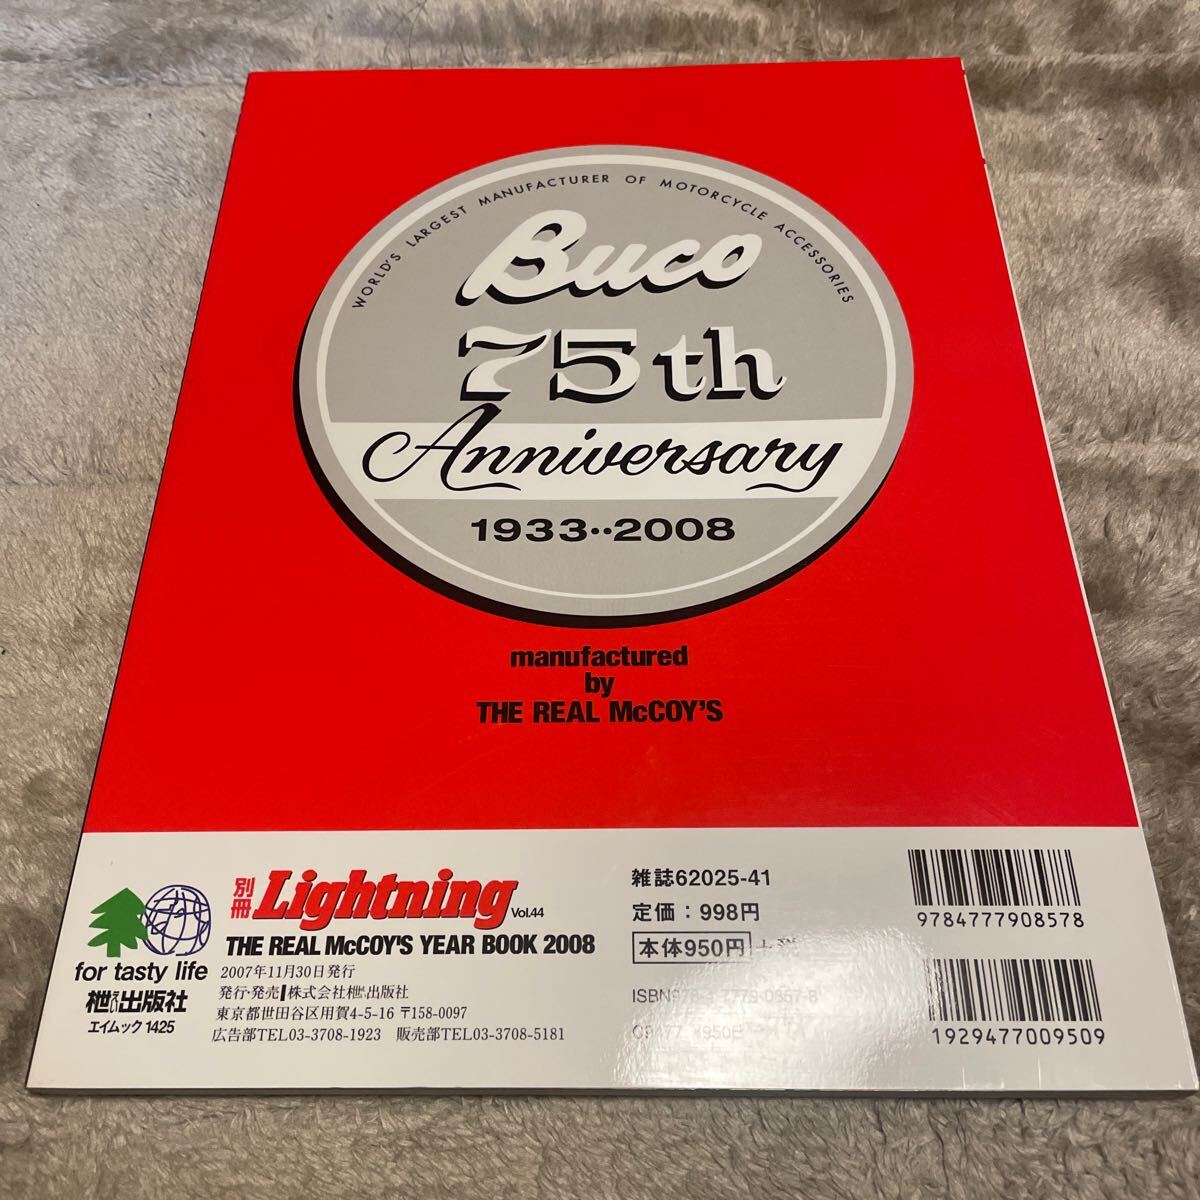 WORLD'S LARGEST MANUFACTURER OF MOTORCYCLE ACCESSORIES
Buco
75th
Anniversary
1933··2008
manufactured
by
THE REAL McCOY'S
for tasty life
枻えい出版社
エイムック 1425
別冊 Lightning Vol.44
THE REAL McCOY'S YEAR BOOK 2008
2007年11月30日発行
発行・発売 株式会社枻出版社
東京都世田谷区用賀4-5-16 〒158-0097
広告部TEL03-3708-1923 販売部TEL03-3708-5181
雑誌62025-41
定価：998円
本体950円
9784777908578
1929477009509